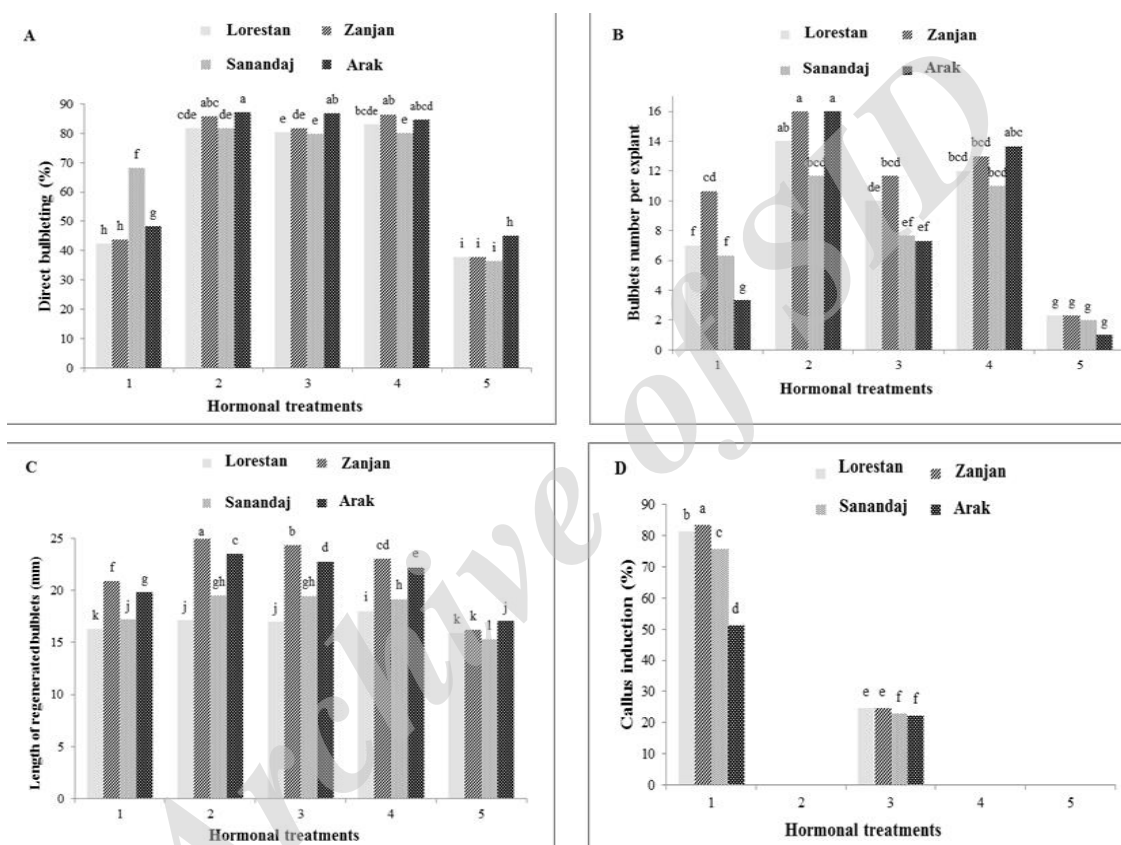 A
Lorestan Zanjan
Sanandaj Arak
Direct bulbleting (%)
90
80
70
60
50
40
30
20
10
0
h h f g
cde abc de a
e de e ab
bcde ab e abcd
i i i h
1 2 3 4 5
Hormonal treatments
B
Lorestan Zanjan
Sanandaj Arak
Bulblets number per explant
16
14
12
10
8
6
4
2
0
f cd f g
ab a bcd a
de bcd ef ef
bcd bcd bcd abc
g g g g
1 2 3 4 5
Hormonal treatments
C
Lorestan Zanjan
Sanandaj Arak
Length of regenerated bulblets (mm)
25
20
15
10
5
0
k f j g
j a gh c
j b gh d
i cd h e
k k l j
1 2 3 4 5
Hormonal treatments
D
Lorestan Zanjan
Sanandaj Arak
Callus induction (%)
90
80
70
60
50
40
30
20
10
0
b a c d
e e f f
1 2 3 4 5
Hormonal treatments
Archive of SID